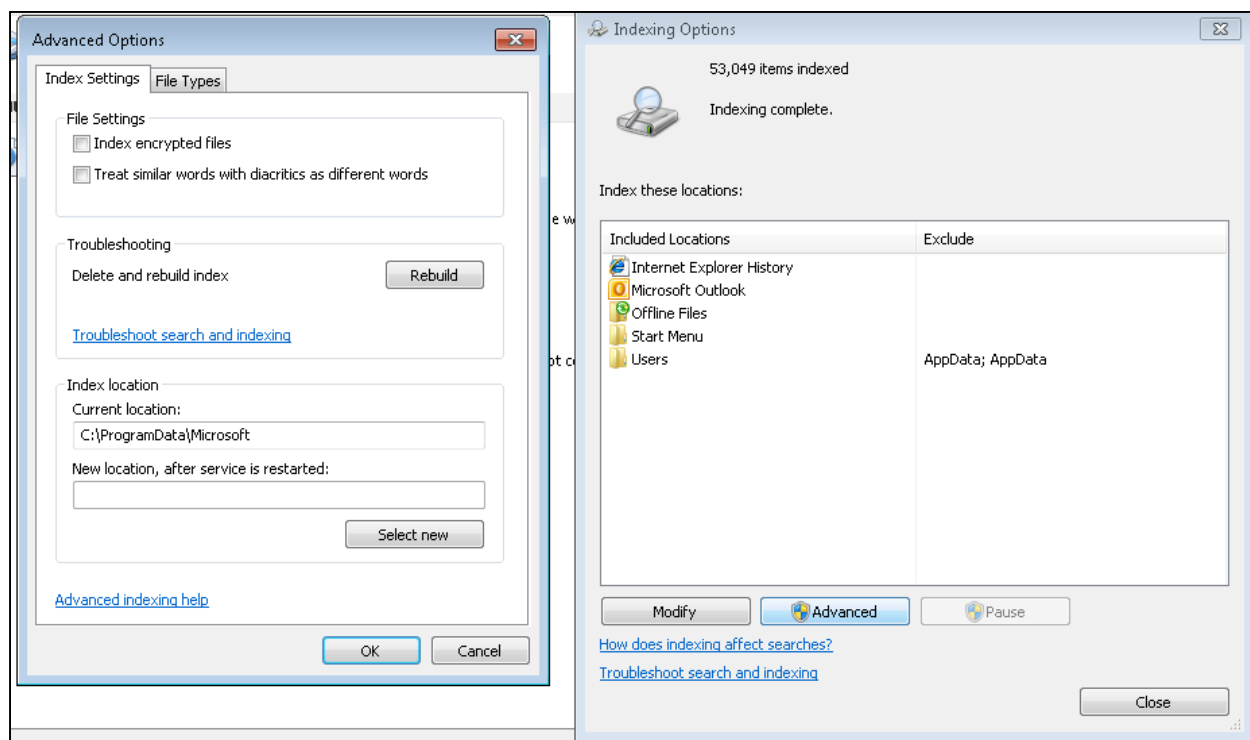 Advanced Options
Index Settings File Types
File Settings
Index encrypted files
Treat similar words with diacritics as different words
Troubleshooting
Delete and rebuild index Rebuild
Troubleshoot search and indexing
Index location
Current location:
C:\ProgramData\Microsoft
New location, after service is restarted:
Select new
Advanced indexing help
OK Cancel
Indexing Options
53,049 items indexed
Indexing complete.
Index these locations:
Included Locations Exclude
Internet Explorer History
Microsoft Outlook
Offline Files
Start Menu
Users AppData; AppData
Modify Advanced Pause
How does indexing affect searches?
Troubleshoot search and indexing
Close